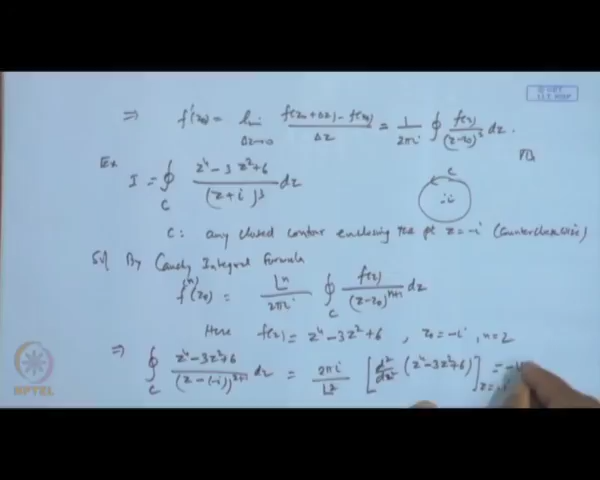 © CET
I.I.T. KGP
⇒ f'(z₀) = lim_{Δz→0} (f(z₀+Δz) − f(z₀))/Δz = 1/(2πi) ∮ f(z)/(z−z₀)² dz.
Ex
I = ∮_C (z⁴ − 3z² + 6)/(z+i)³ dz
C
-i
C: any closed contour enclosing the pt z = −i (Counterclockwise)
Sol By Cauchy Integral formula
f⁽ⁿ⁾(z₀) = ⌊n/(2πi) ∮_C f(z)/(z−z₀)ⁿ⁺¹ dz
Here f(z) = z⁴ − 3z² + 6 , z₀ = −i , n = 2
⇒ ∮_C (z⁴ − 3z² + 6)/(z − (−i))²⁺¹ dz = 2πi/⌊2 [d²/dz² (z⁴ − 3z² + 6)]_{z=} = −
NPTEL